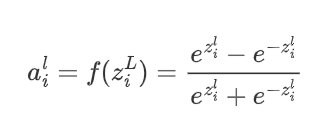 $a_i^l = f(z_i^L) = \frac{e^{z_i^l} - e^{-z_i^l}}{e^{z_i^l} + e^{-z_i^l}}$